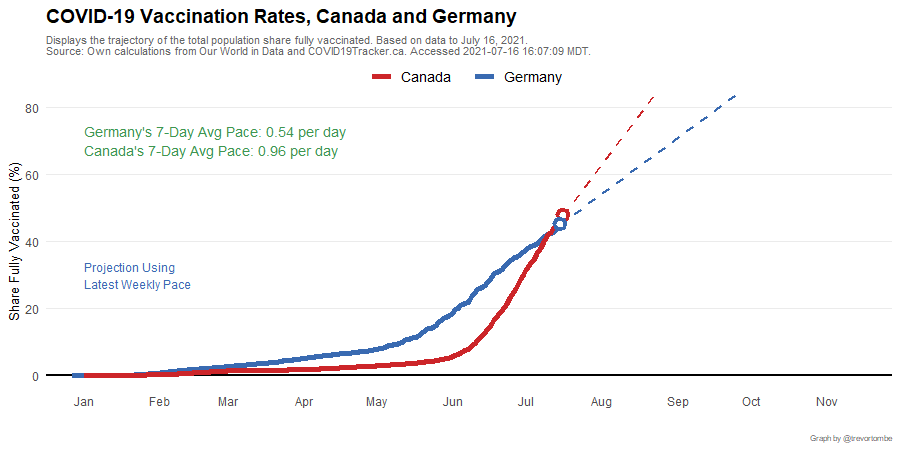 COVID-19 Vaccination Rates, Canada and Germany
Displays the trajectory of the total population share fully vaccinated. Based on data to July 16, 2021.
Source: Own calculations from Our World in Data and COVID19Tracker.ca. Accessed 2021-07-16 16:07:09 MDT.
Canada Germany
80
Germany's 7-Day Avg Pace: 0.54 per day
Canada's 7-Day Avg Pace: 0.96 per day
60
Share Fully Vaccinated (%)
40
Projection Using
Latest Weekly Pace
20
0
Jan Feb Mar Apr May Jun Jul Aug Sep Oct Nov
Graph by @trevortombe